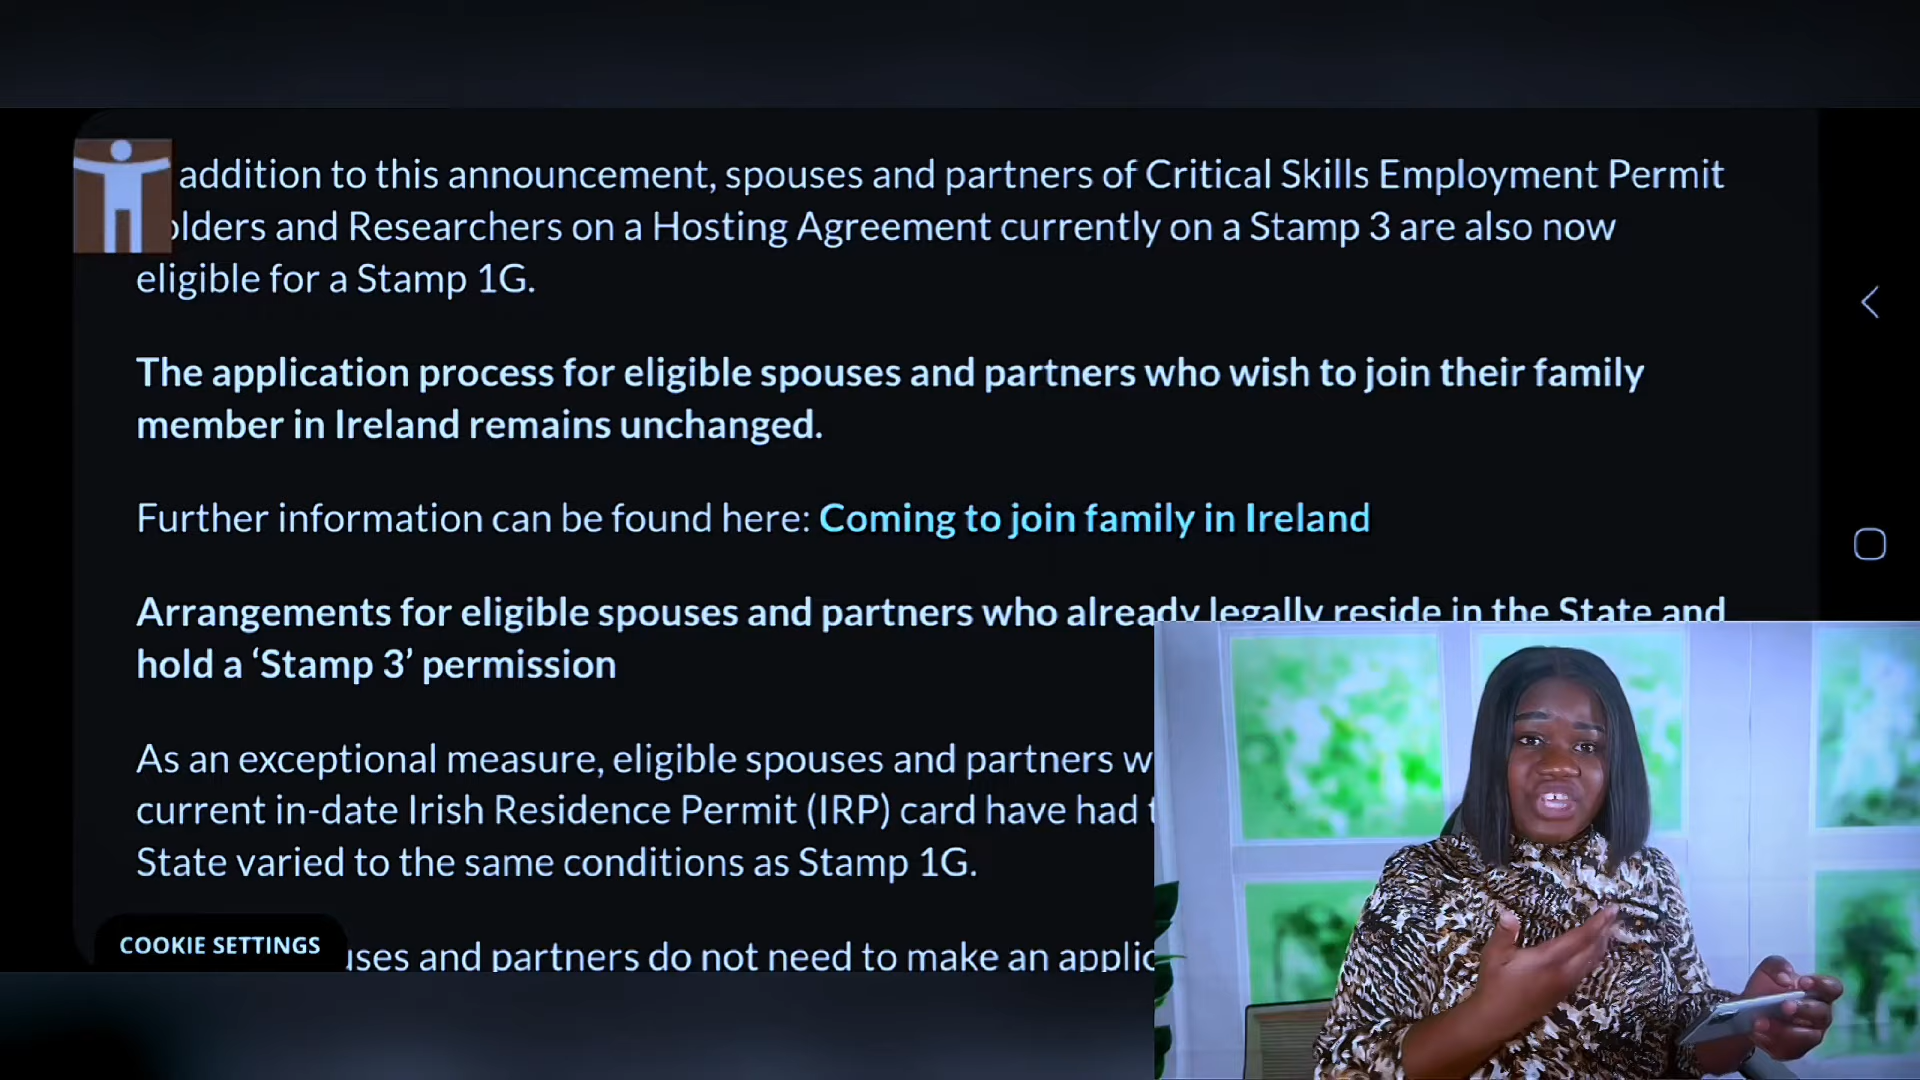 addition to this announcement, spouses and partners of Critical Skills Employment Permit
olders and Researchers on a Hosting Agreement currently on a Stamp 3 are also now
eligible for a Stamp 1G.
The application process for eligible spouses and partners who wish to join their family
member in Ireland remains unchanged.
Further information can be found here: Coming to join family in Ireland
Arrangements for eligible spouses and partners who already legally reside in the State and
hold a ‘Stamp 3’ permission
As an exceptional measure, eligible spouses and partners w
current in-date Irish Residence Permit (IRP) card have had
State varied to the same conditions as Stamp 1G.
COOKIE SETTINGS
uses and partners do not need to make an applic